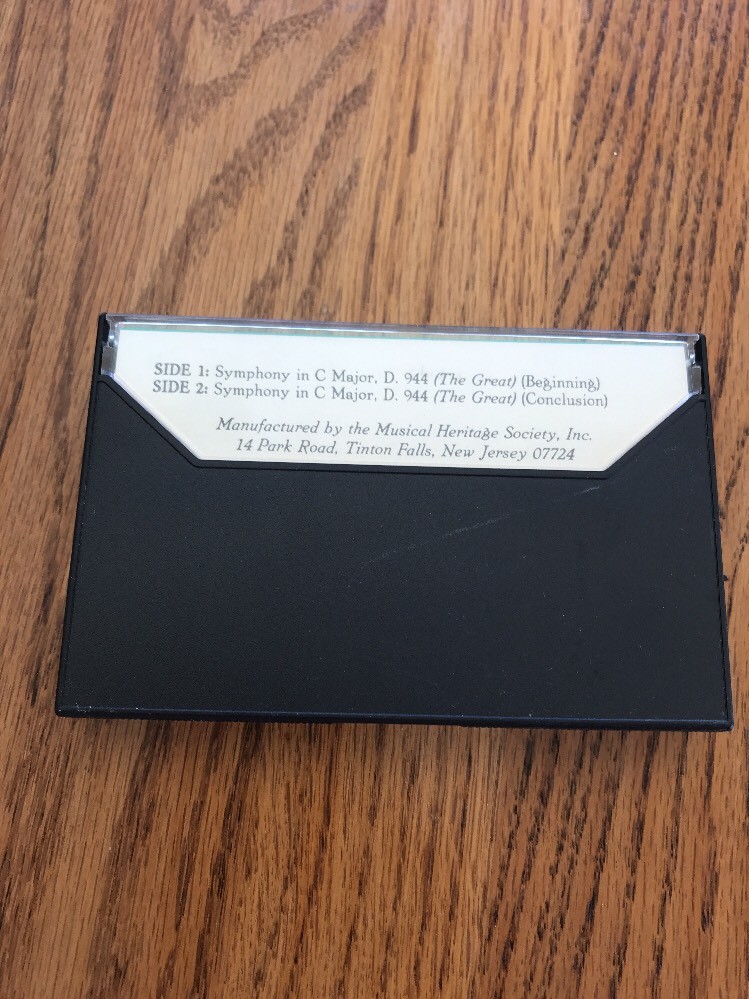 SIDE 1: Symphony in C Major, D. 944 (The Great) (Beginning)
SIDE 2: Symphony in C Major, D. 944 (The Great) (Conclusion)
Manufactured by the Musical Heritage Society, Inc.
14 Park Road, Tinton Falls, New Jersey 07724